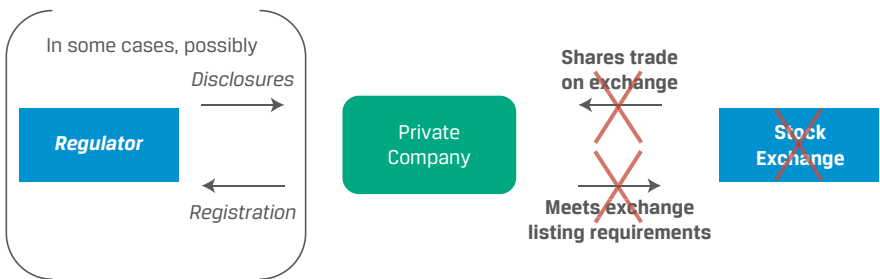 In some cases, possibly
Disclosures
Regulator
Registration
Private
Company
Shares trade
on exchange
Meets exchange
listing requirements
Stock
Exchange